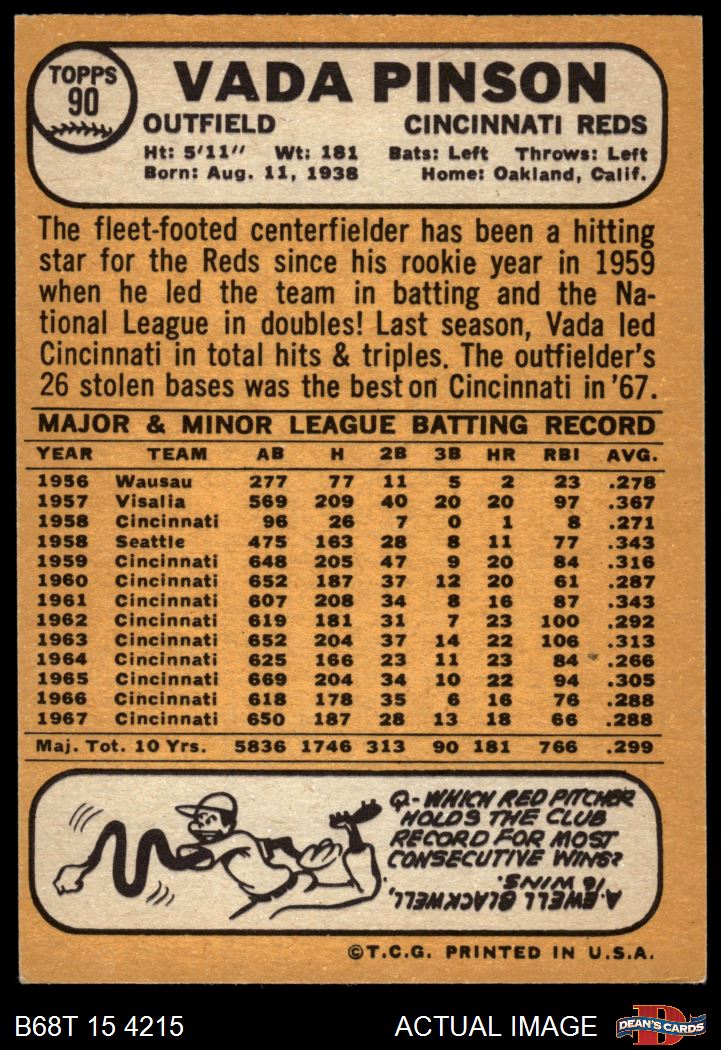 TOPPS
90
VADA PINSON
OUTFIELD CINCINNATI REDS
Ht: 5'11" Wt: 181 Bats: Left Throws: Left
Born: Aug. 11, 1938 Home: Oakland, Calif.
The fleet-footed centerfielder has been a hitting
star for the Reds since his rookie year in 1959
when he led the team in batting and the Na-
tional League in doubles! Last season, Vada led
Cincinnati in total hits & triples. The outfielder's
26 stolen bases was the best on Cincinnati in '67.
MAJOR & MINOR LEAGUE BATTING RECORD
YEAR TEAM AB H 2B 3B HR RBI AVG.
1956 Wausau 277 77 11 5 2 23 .278
1957 Visalia 569 209 40 20 20 97 .367
1958 Cincinnati 96 26 7 0 1 8 .271
1958 Seattle 475 163 28 8 11 77 .343
1959 Cincinnati 648 205 47 9 20 84 .316
1960 Cincinnati 652 187 37 12 20 61 .287
1961 Cincinnati 607 208 34 8 16 87 .343
1962 Cincinnati 619 181 31 7 23 100 .292
1963 Cincinnati 652 204 37 14 22 106 .313
1964 Cincinnati 625 166 23 11 23 84 .266
1965 Cincinnati 669 204 34 10 22 94 .305
1966 Cincinnati 618 178 35 6 16 76 .288
1967 Cincinnati 650 187 28 13 18 66 .288
Maj. Tot. 10 Yrs. 5836 1746 313 90 181 766 .299
Q- WHICH RED PITCHER
HOLDS THE CLUB
RECORD FOR MOST
CONSECUTIVE WINS?
A. EWELL BLACKWELL,
16 WINS.
©T.C.G. PRINTED IN U.S.A.
B68T 15 4215 ACTUAL IMAGE
D
DEAN'S CARDS